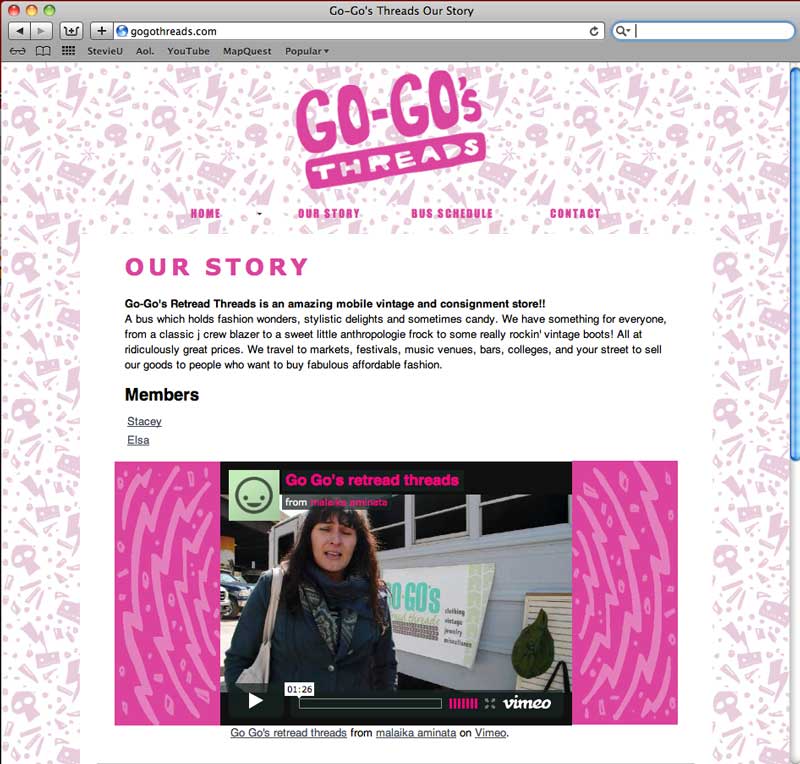 Go-Go's Threads Our Story
gogothreads.com
StevieU Aol. YouTube MapQuest Popular
GO-GO's
THREADS
HOME OUR STORY BUS SCHEDULE CONTACT
OUR STORY
Go-Go's Retread Threads is an amazing mobile vintage and consignment store!!
A bus which holds fashion wonders, stylistic delights and sometimes candy. We have something for everyone,
from a classic j crew blazer to a sweet little anthropologie frock to some really rockin' vintage boots! All at
ridiculously great prices. We travel to markets, festivals, music venues, bars, colleges, and your street to sell
our goods to people who want to buy fabulous affordable fashion.
Members
Stacey
Elsa
Go Go's retread threads
from malaika aminata
GO-GO'S
threads
clothing
vintage
jewelry
miscellanea
01:26
vimeo
Go Go's retread threads from malaika aminata on Vimeo.